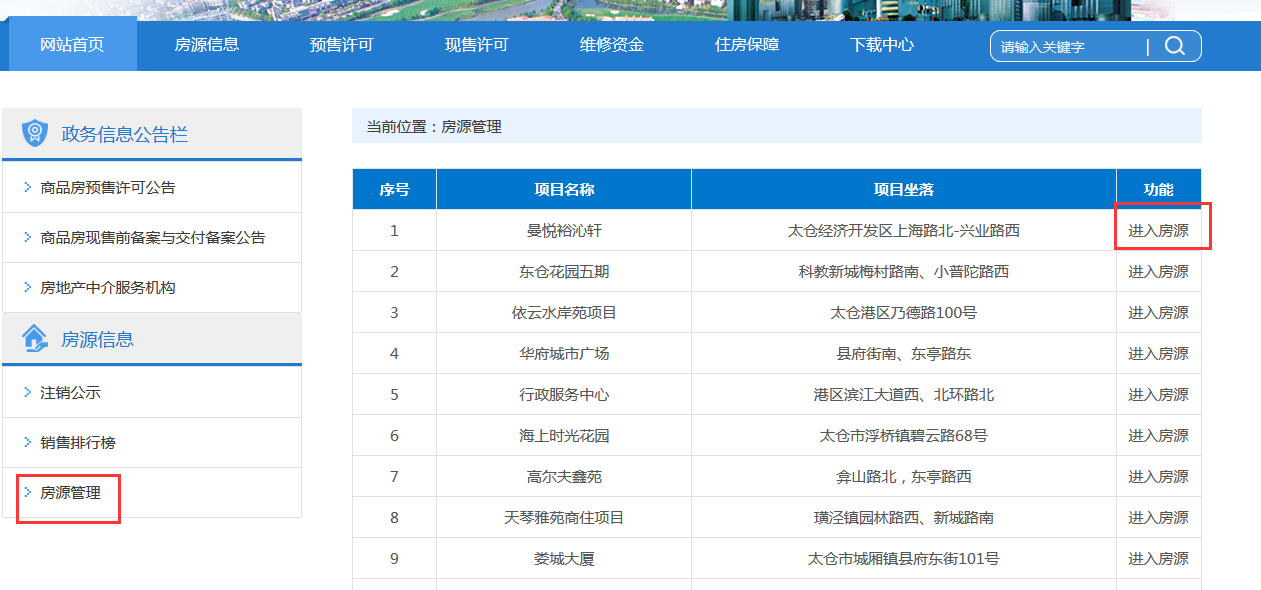 网站首页 房源信息 预售许可 现售许可 维修资金 住房保障 下载中心 请输入关键字 |
政务信息公告栏
商品房预售许可公告
商品房现售前备案与交付备案公告
房地产中介服务机构
房源信息
注销公示
销售排行榜
房源管理
当前位置：房源管理
序号 项目名称 项目坐落 功能
1 曼悦裕沁轩 太仓经济开发区上海路北-兴业路西 进入房源
2 东仓花园五期 科教新城梅村路南、小普陀路西 进入房源
3 依云水岸苑项目 太仓港区乃德路100号 进入房源
4 华府城市广场 县府街南、东亭路东 进入房源
5 行政服务中心 港区滨江大道西、北环路北 进入房源
6 海上时光花园 太仓市浮桥镇碧云路68号 进入房源
7 高尔夫鑫苑 弇山路北，东亭路西 进入房源
8 天琴雅苑商住项目 璜泾镇园林路西、新城路南 进入房源
9 娄城大厦 太仓市城厢镇县府东街101号 进入房源